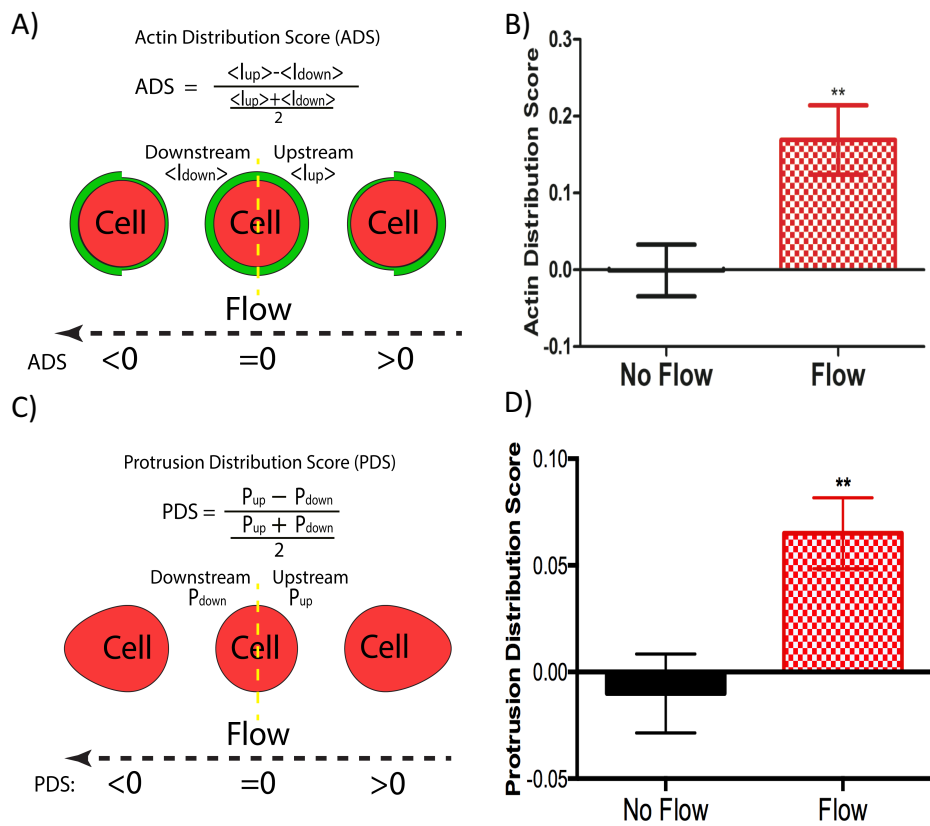 A)
Actin Distribution Score (ADS)
ADS = <Iup>-<Idown>
<Iup>+<Idown>
2
Downstream Upstream
<Idown> <Iup>
Cell Cell Cell
Flow
ADS <0 =0 >0
B)
Actin Distribution Score
0.3
0.2
0.1
0.0
-0.1
**
No Flow Flow
C)
Protrusion Distribution Score (PDS)
PDS = Pup − Pdown
Pup + Pdown
2
Downstream Upstream
Pdown Pup
Cell Cell Cell
Flow
PDS: <0 =0 >0
D)
Protrusion Distribution Score
0.10
0.05
0.00
-0.05
**
No Flow Flow